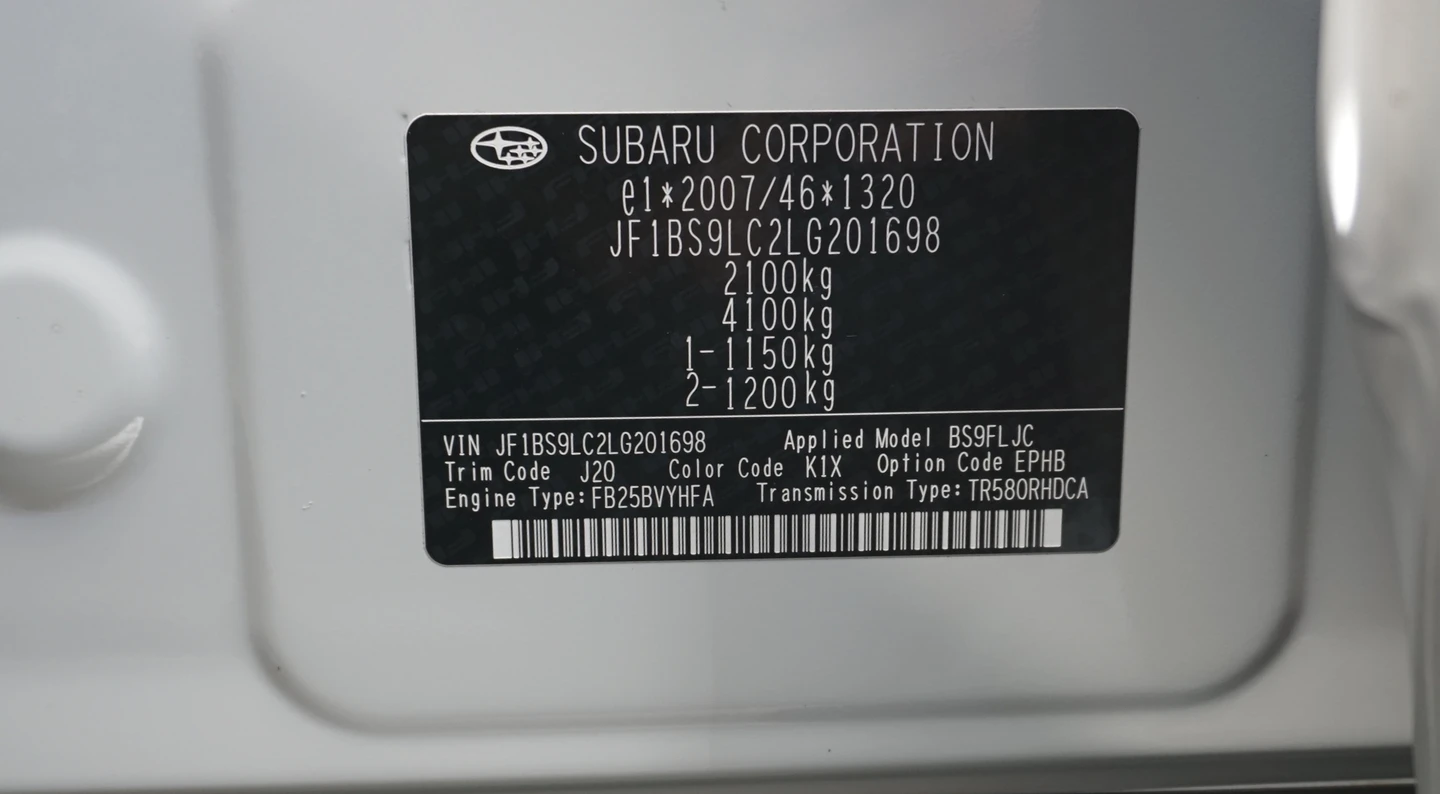 SUBARU CORPORATION
e1*2007/46*1320
JF1BS9LC2LG201698
2100kg
4100kg
1-1150kg
2-1200kg
VIN JF1BS9LC2LG201698 Applied Model BS9FLJC
Trim Code J20 Color Code K1X Option Code EPHB
Engine Type:FB25BVYHFA Transmission Type:TR580RHDCA